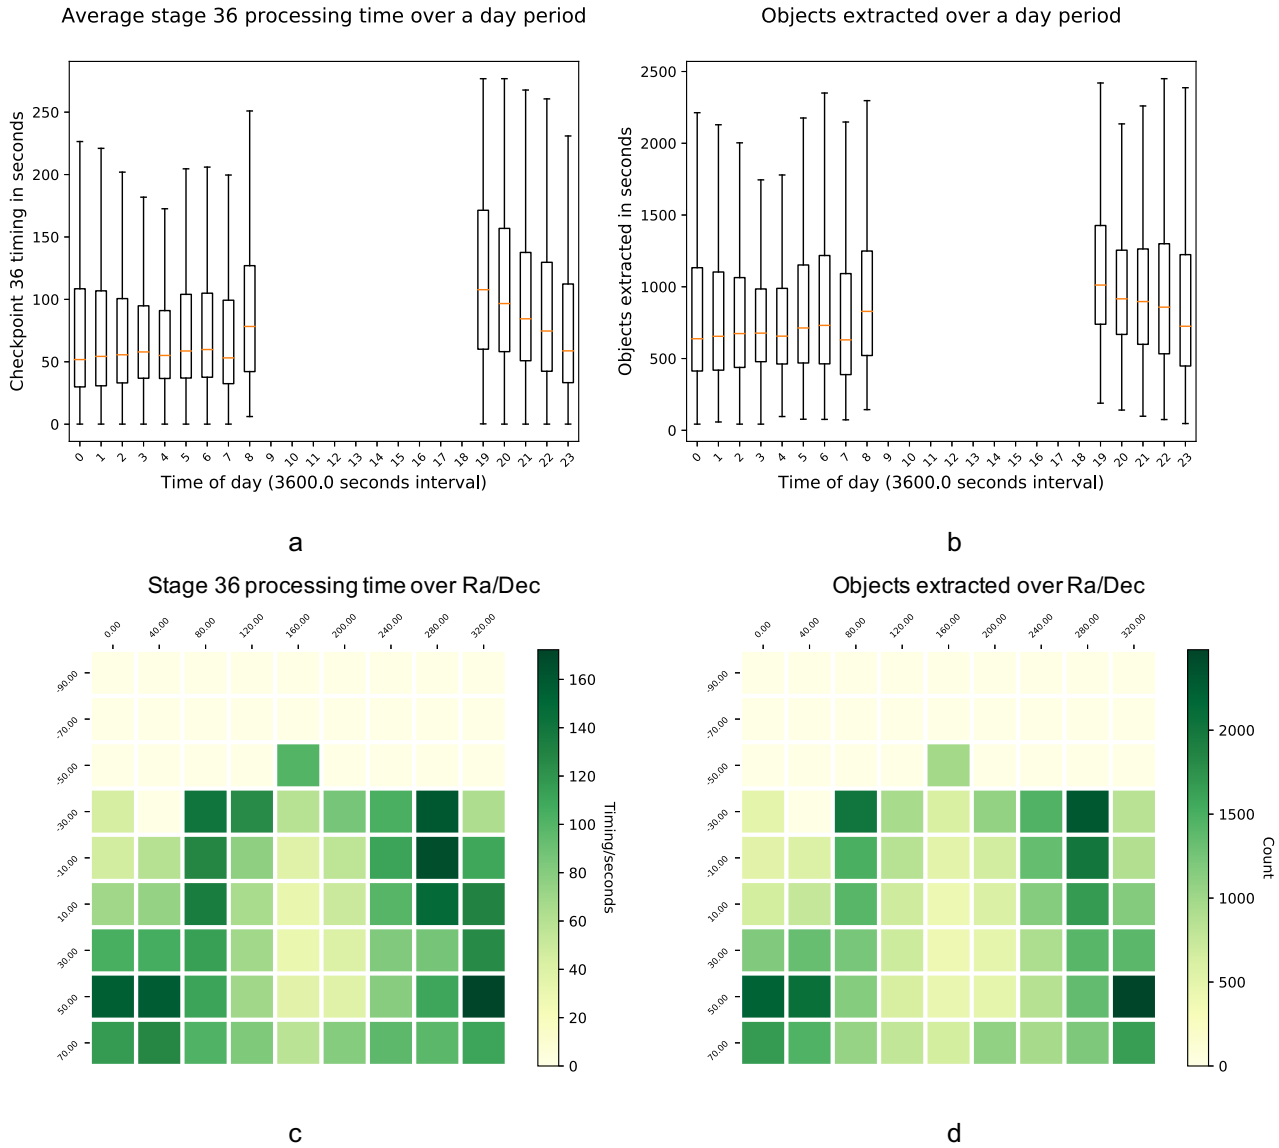 Average stage 36 processing time over a day period
Objects extracted over a day period
Checkpoint 36 timing in seconds
250
200
150
100
50
0
0 1 2 3 4 5 6 7 8 9 10 11 12 13 14 15 16 17 18 19 20 21 22 23
Time of day (3600.0 seconds interval)
a
Objects extracted in seconds
2500
2000
1500
1000
500
0
0 1 2 3 4 5 6 7 8 9 10 11 12 13 14 15 16 17 18 19 20 21 22 23
Time of day (3600.0 seconds interval)
b
Stage 36 processing time over Ra/Dec
0.00 40.00 80.00 120.00 160.00 200.00 240.00 280.00 320.00
-90.00
-70.00
-50.00
-30.00
-10.00
10.00
30.00
50.00
70.00
160
140
120
100
80
60
40
20
0
Timing/seconds
c
Objects extracted over Ra/Dec
0.00 40.00 80.00 120.00 160.00 200.00 240.00 280.00 320.00
-90.00
-70.00
-50.00
-30.00
-10.00
10.00
30.00
50.00
70.00
2000
1500
1000
500
0
Count
d